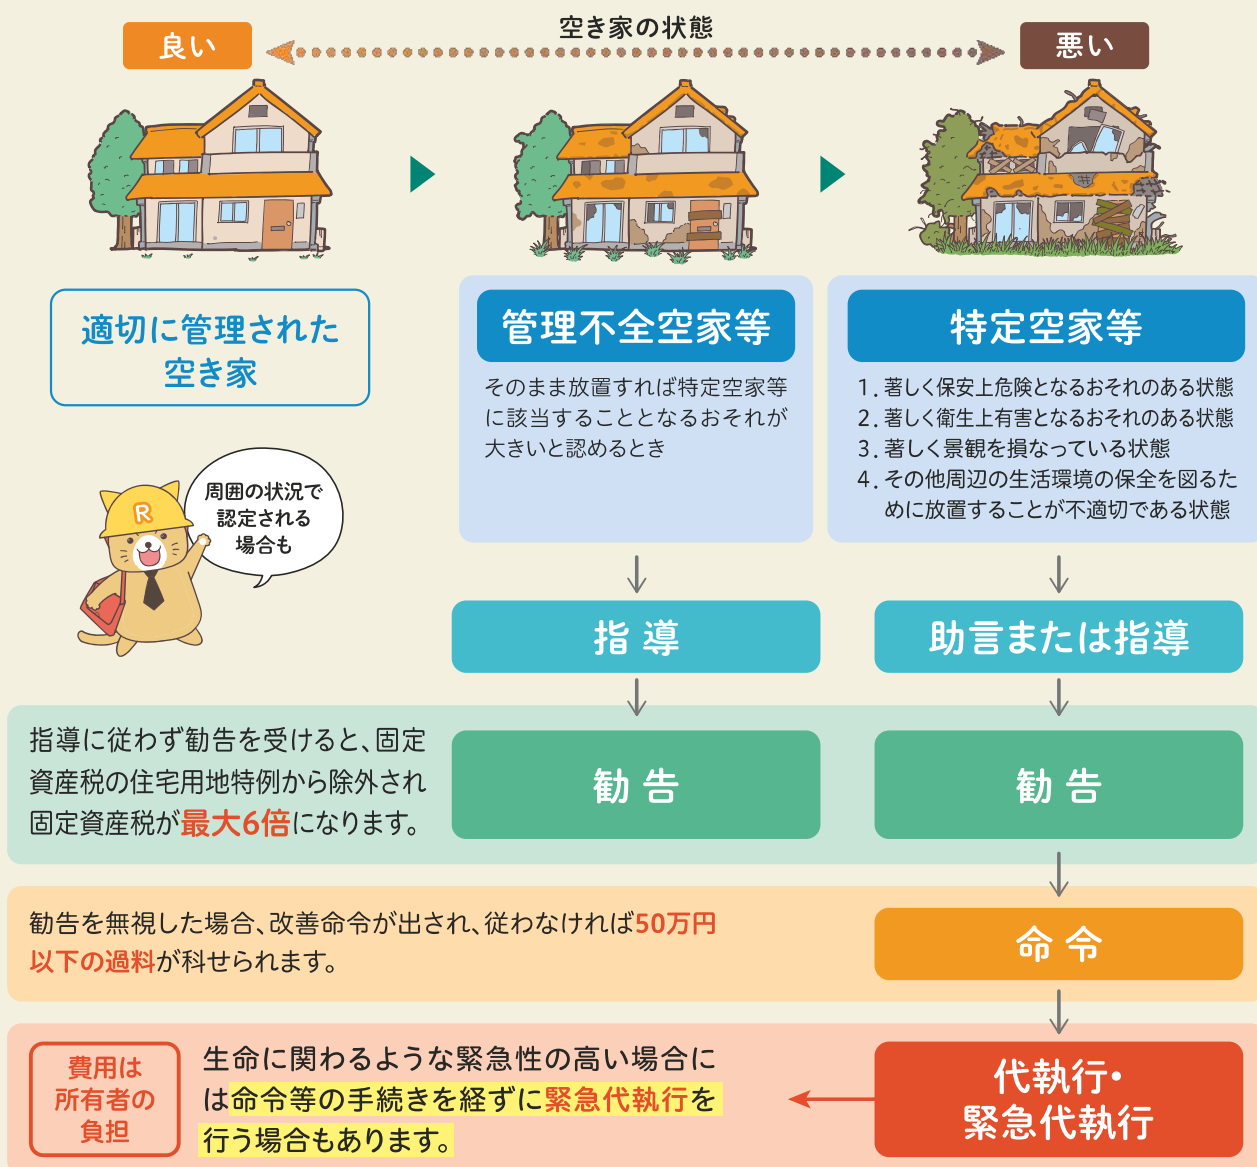 空き家の状態
良い
悪い
適切に管理された
空き家
管理不全空家等
そのまま放置すれば特定空家等
に該当することとなるおそれが
大きいと認めるとき
特定空家等
1. 著しく保安上危険となるおそれのある状態
2. 著しく衛生上有害となるおそれのある状態
3. 著しく景観を損なっている状態
4. その他周辺の生活環境の保全を図るた
めに放置することが不適切である状態
周囲の状況で
認定される
場合も
R
指 導
助言または指導
指導に従わず勧告を受けると、固定
資産税の住宅用地特例から除外され
固定資産税が最大6倍になります。
勧 告
勧 告
勧告を無視した場合、改善命令が出され、従わなければ50万円
以下の過料が科せられます。
命 令
費用は
所有者の
負担
生命に関わるような緊急性の高い場合に
は命令等の手続きを経ずに緊急代執行を
行う場合もあります。
代執行・
緊急代執行